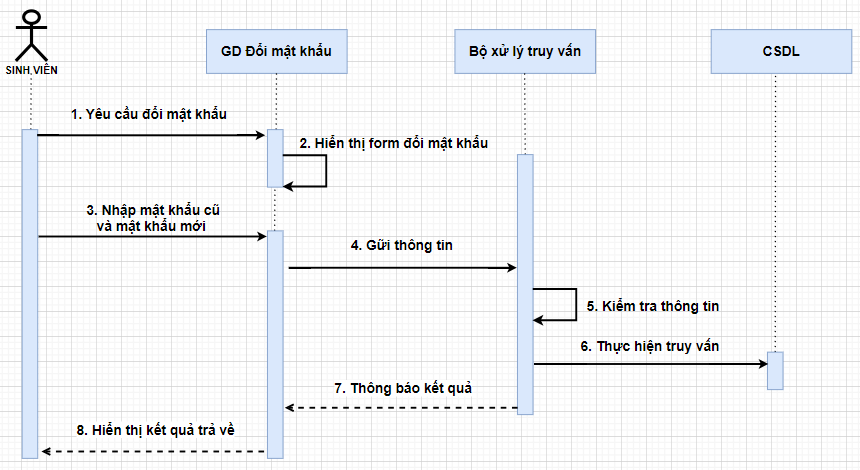 SINH VIÊN
GD Đổi mật khẩu
Bộ xử lý truy vấn
CSDL
1. Yêu cầu đổi mật khẩu
2. Hiển thị form đổi mật khẩu
3. Nhập mật khẩu cũ
và mật khẩu mới
4. Gữi thông tin
5. Kiểm tra thông tin
6. Thực hiện truy vấn
7. Thông báo kết quả
8. Hiển thị kết quả trả về